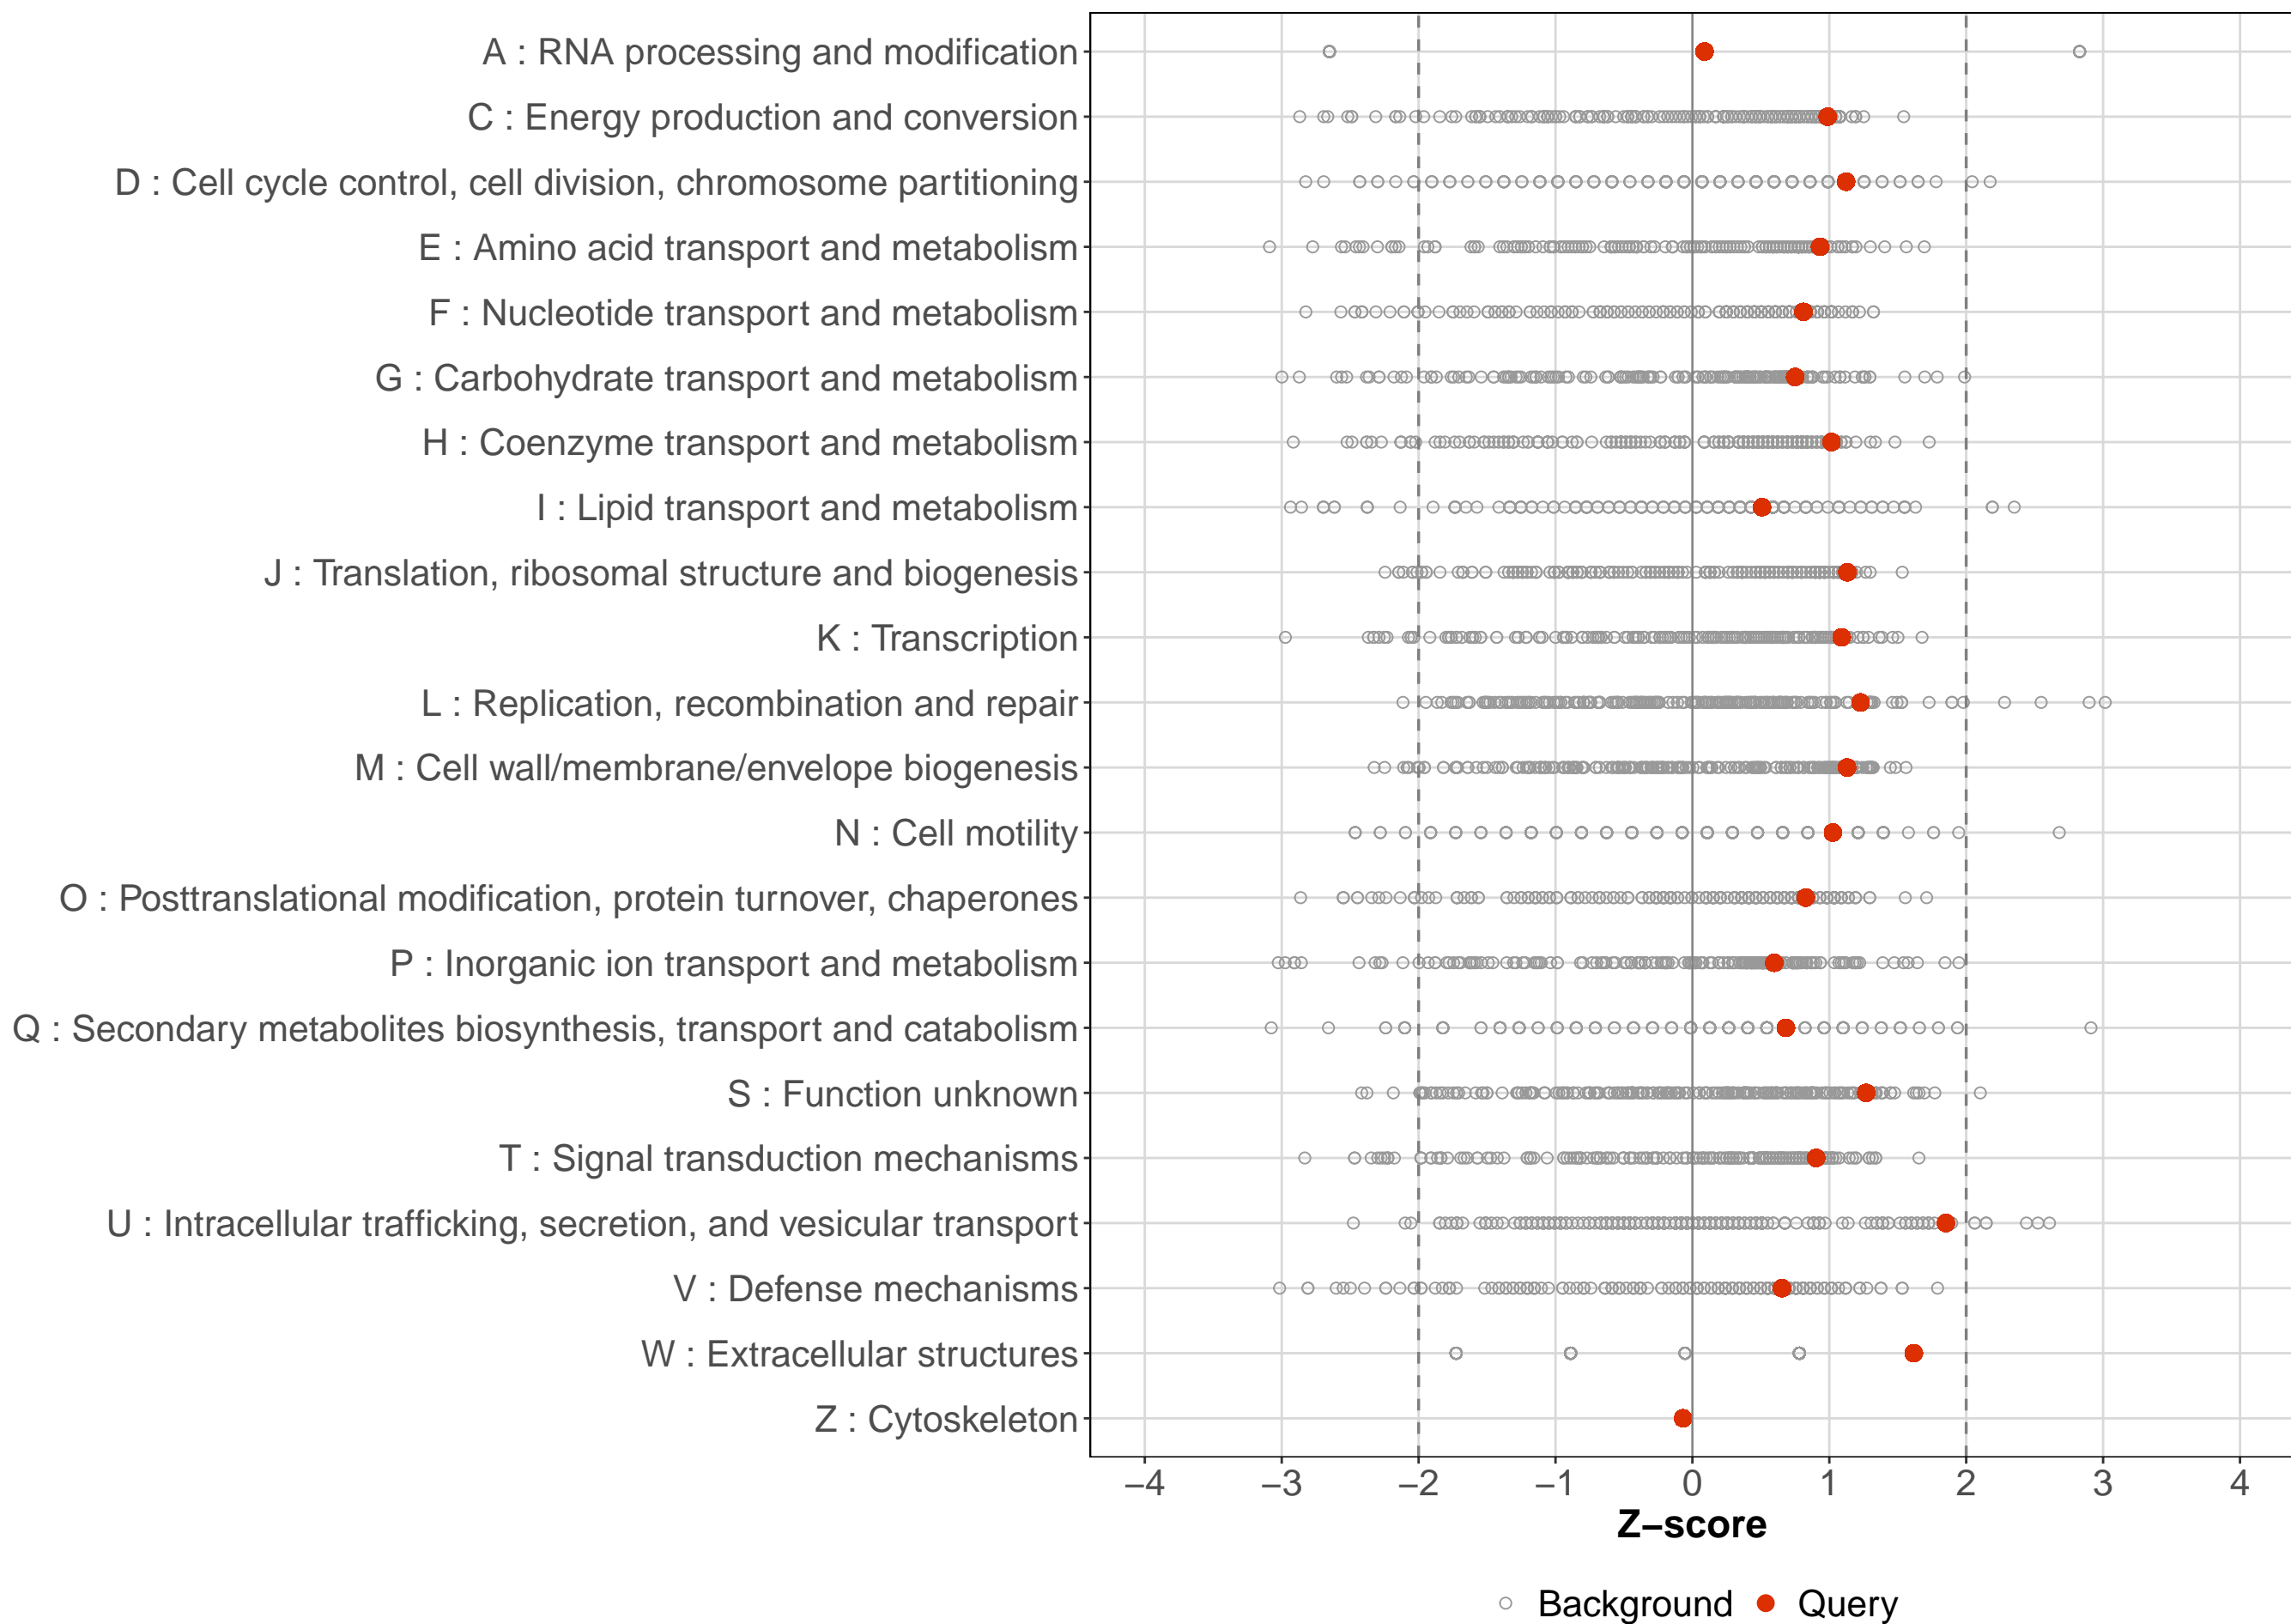 A : RNA processing and modification
C : Energy production and conversion
D : Cell cycle control, cell division, chromosome partitioning
E : Amino acid transport and metabolism
F : Nucleotide transport and metabolism
G : Carbohydrate transport and metabolism
H : Coenzyme transport and metabolism
I : Lipid transport and metabolism
J : Translation, ribosomal structure and biogenesis
K : Transcription
L : Replication, recombination and repair
M : Cell wall/membrane/envelope biogenesis
N : Cell motility
O : Posttranslational modification, protein turnover, chaperones
P : Inorganic ion transport and metabolism
Q : Secondary metabolites biosynthesis, transport and catabolism
S : Function unknown
T : Signal transduction mechanisms
U : Intracellular trafficking, secretion, and vesicular transport
V : Defense mechanisms
W : Extracellular structures
Z : Cytoskeleton
−4 −3 −2 −1 0 1 2 3 4
Z−score
Background Query